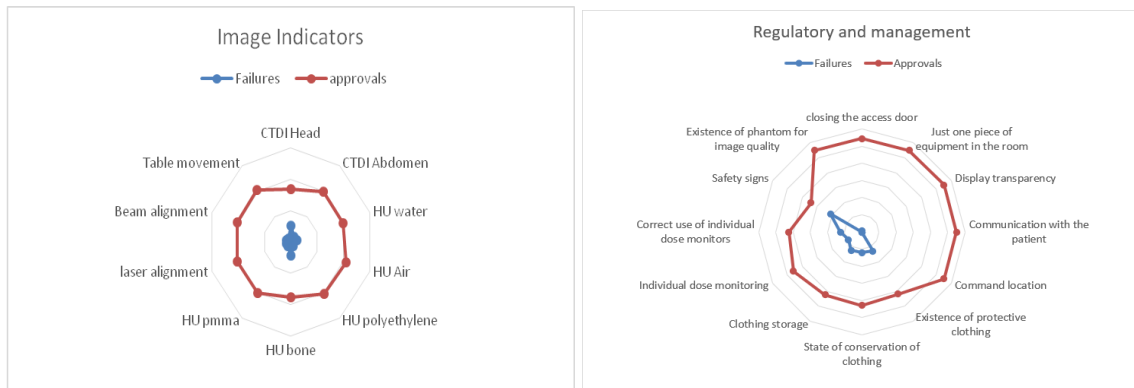 Image Indicators
Failures
approvals
CTDI Head
CTDI Abdomen
HU water
HU Air
HU polyethylene
HU bone
HU pmma
laser alignment
Beam alignment
Table movement
Regulatory and management
Failures
Approvals
closing the access door
Just one piece of
equipment in the room
Display transparency
Communication with the
patient
Command location
Existence of protective
clothing
State of conservation of
clothing
Clothing storage
Individual dose monitoring
Correct use of individual
dose monitors
Safety signs
Existence of phantom for
image quality